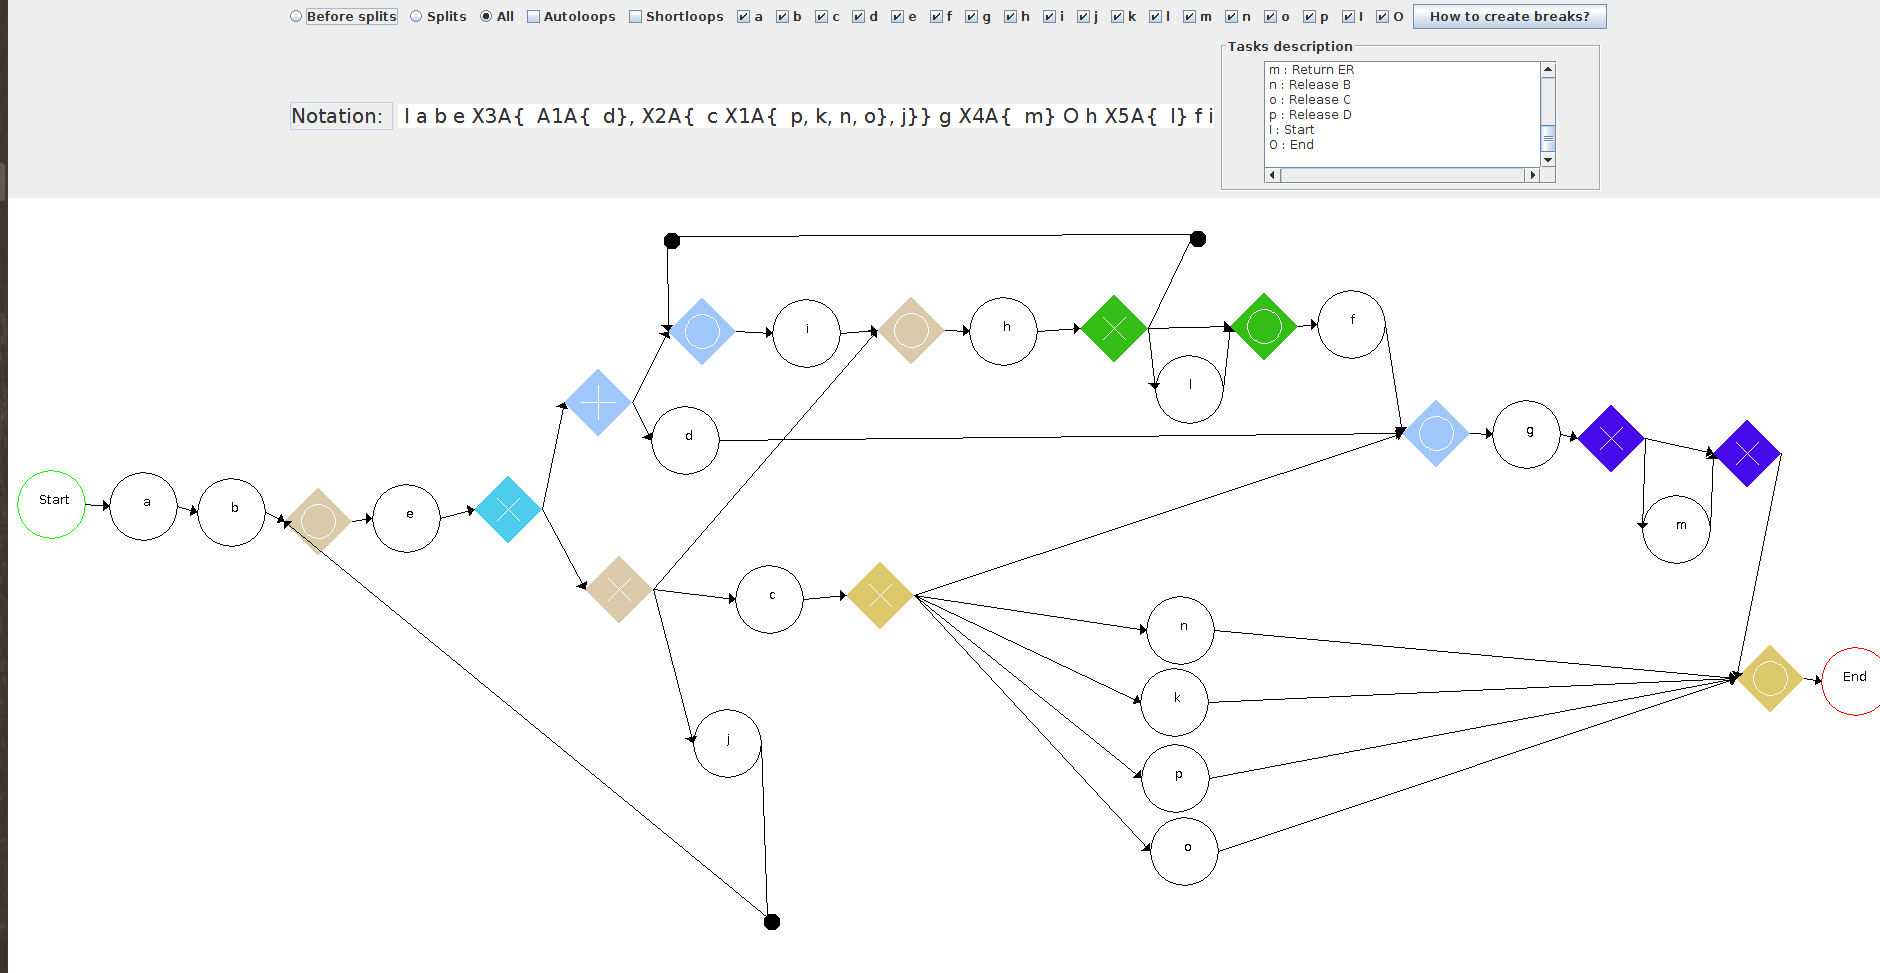 Before splits Splits All Autoloops Shortloops a b c d e f g h i j k l m n o p I O How to create breaks?
Tasks description
m : Return ER
n : Release B
o : Release C
p : Release D
I : Start
O : End
Notation: I a b e X3A{ A1A{ d}, X2A{ c X1A{ p, k, n, o}, j}} g X4A{ m} O h X5A{ l} f i
i
h
f
l
d
g
Start
a
b
e
m
c
n
k
End
j
p
o